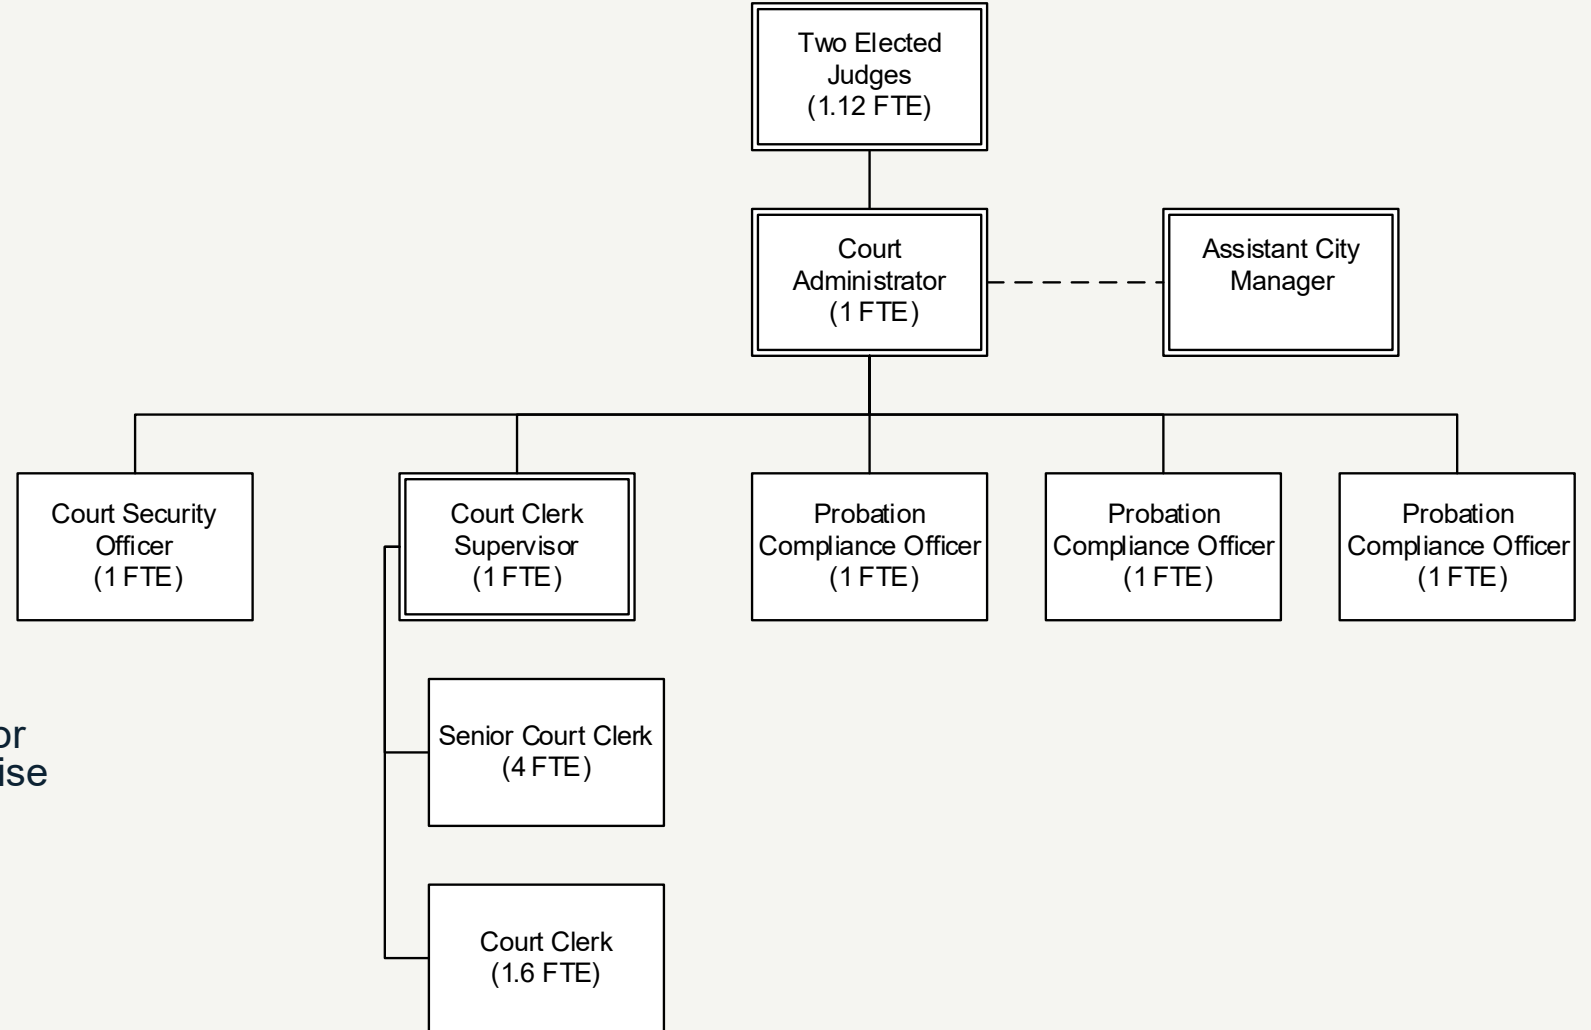 Two Elected
Judges
(1.12 FTE)
Court
Administrator
(1 FTE)
Assistant City
Manager
Court Security
Officer
(1 FTE)
Court Clerk
Supervisor
(1 FTE)
Probation
Compliance Officer
(1 FTE)
Probation
Compliance Officer
(1 FTE)
Probation
Compliance Officer
(1 FTE)
Senior Court Clerk
(4 FTE)
Court Clerk
(1.6 FTE)